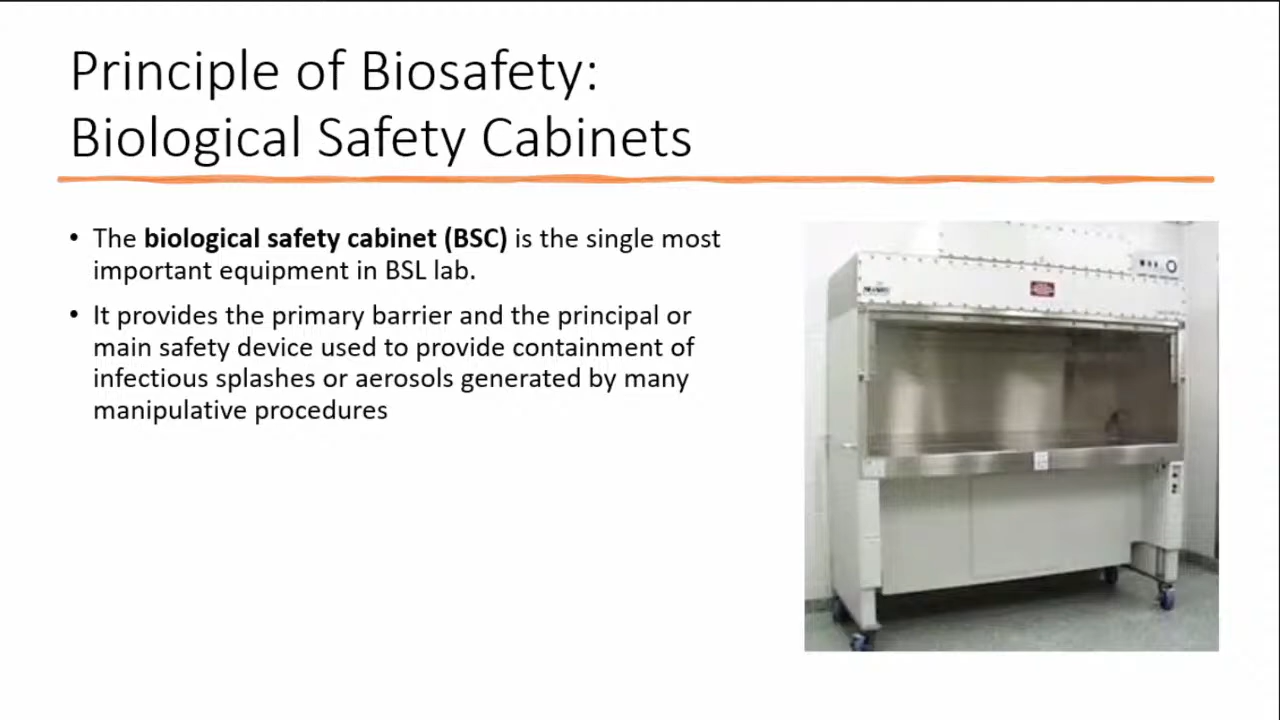 Principle of Biosafety:
Biological Safety Cabinets
• The biological safety cabinet (BSC) is the single most
important equipment in BSL lab.
• It provides the primary barrier and the principal or
main safety device used to provide containment of
infectious splashes or aerosols generated by many
manipulative procedures